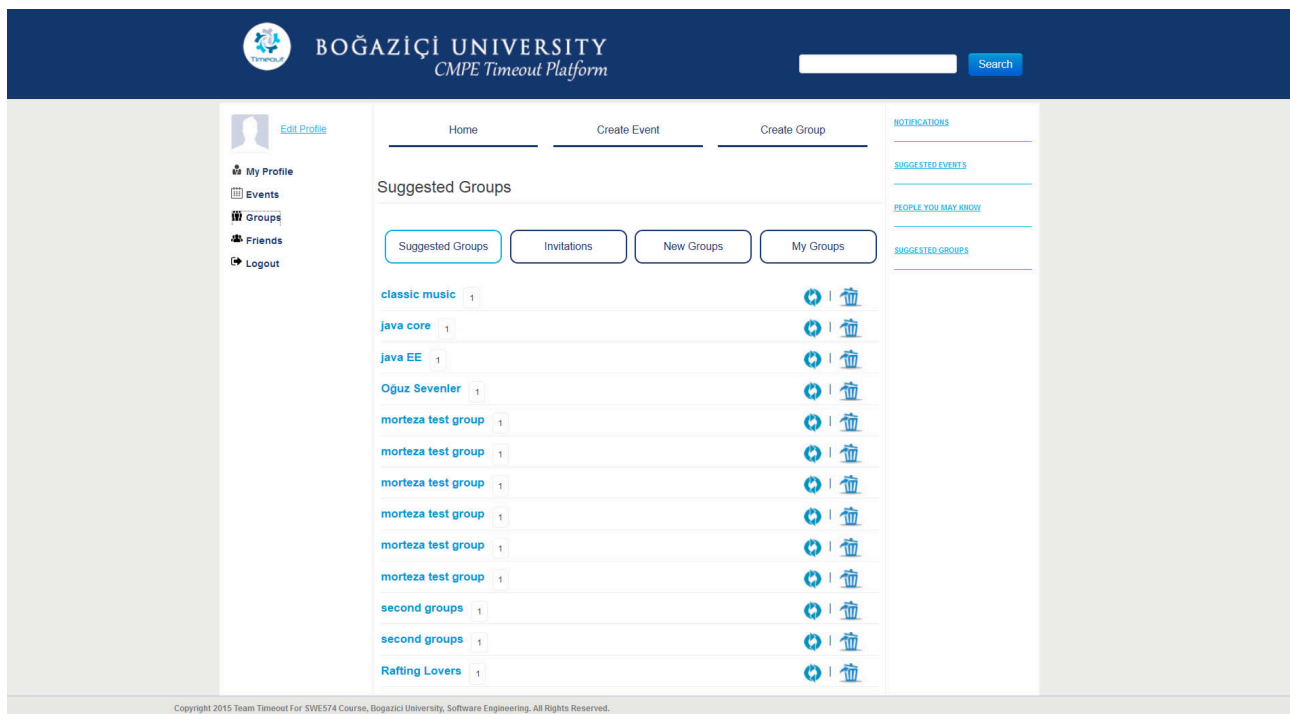 Timeout
BOĞAZİÇİ UNIVERSITY
CMPE Timeout Platform
Search
Edit Profile
My Profile
Events
Groups
Friends
Logout
Home
Create Event
Create Group
Suggested Groups
Suggested Groups
Invitations
New Groups
My Groups
classic music 1
java core 1
java EE 1
Oğuz Sevenler 1
morteza test group 1
morteza test group 1
morteza test group 1
morteza test group 1
morteza test group 1
morteza test group 1
second groups 1
second groups 1
Rafting Lovers 1
NOTIFICATIONS
SUGGESTED EVENTS
PEOPLE YOU MAY KNOW
SUGGESTED GROUPS
Copyright 2015 Team Timeout For SWE574 Course, Bogazici University, Software Engineering. All Rights Reserved.